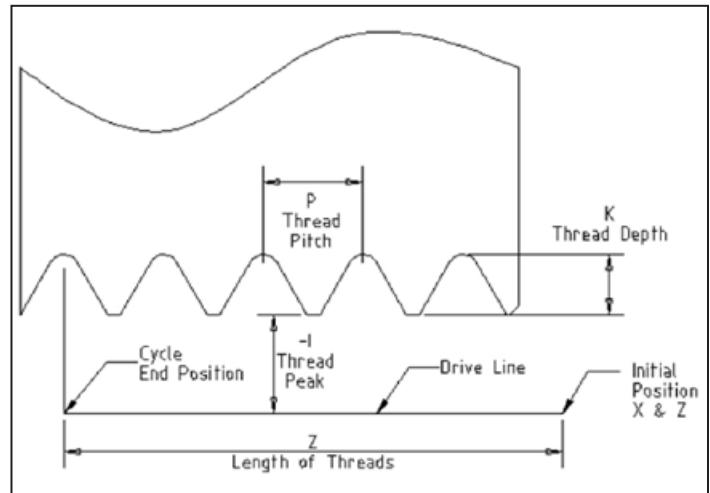 P
Thread
Pitch
K
Thread Depth
-I
Thread
Peak
Cycle
End Position
Drive Line
Initial
Position
X & Z
Z
Length of Threads